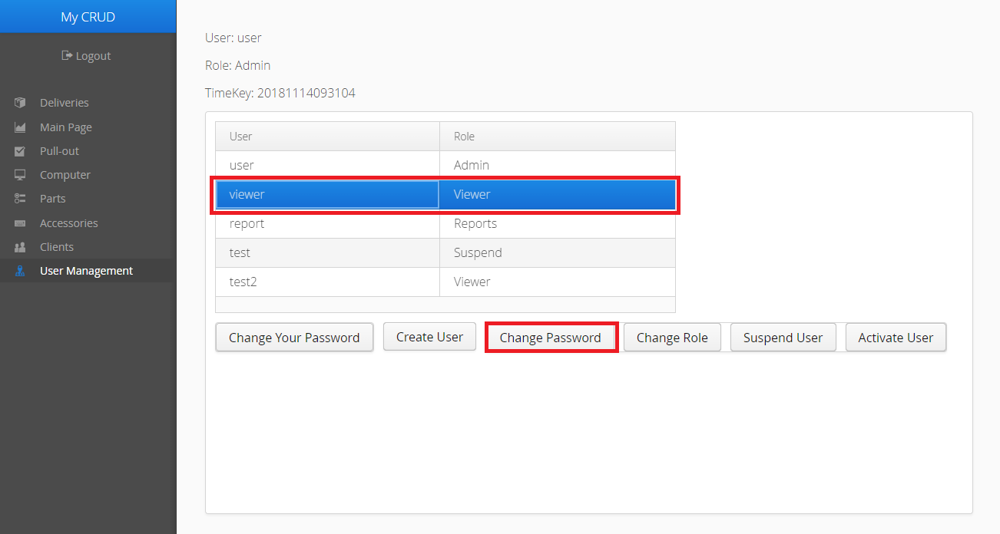 My CRUD
Logout
Deliveries
Main Page
Pull-out
Computer
Parts
Accessories
Clients
User Management
User: user
Role: Admin
TimeKey: 20181114093104
User Role
user Admin
viewer Viewer
report Reports
test Suspend
test2 Viewer
Change Your Password Create User Change Password Change Role Suspend User Activate User